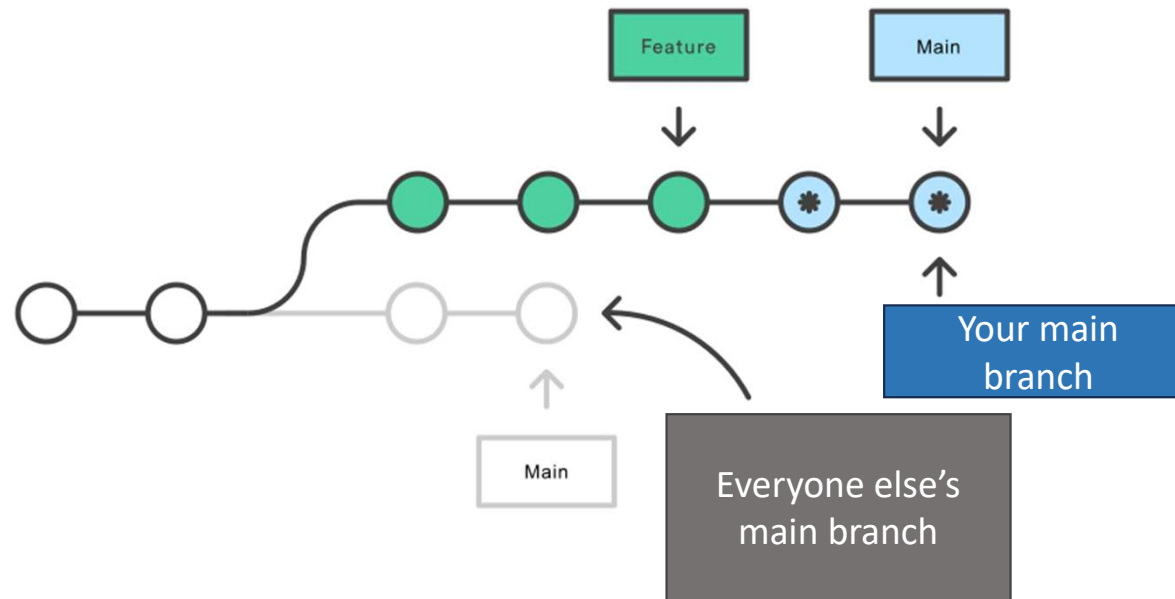 Feature
Main
Your main
branch
Main
Everyone else’s
main branch